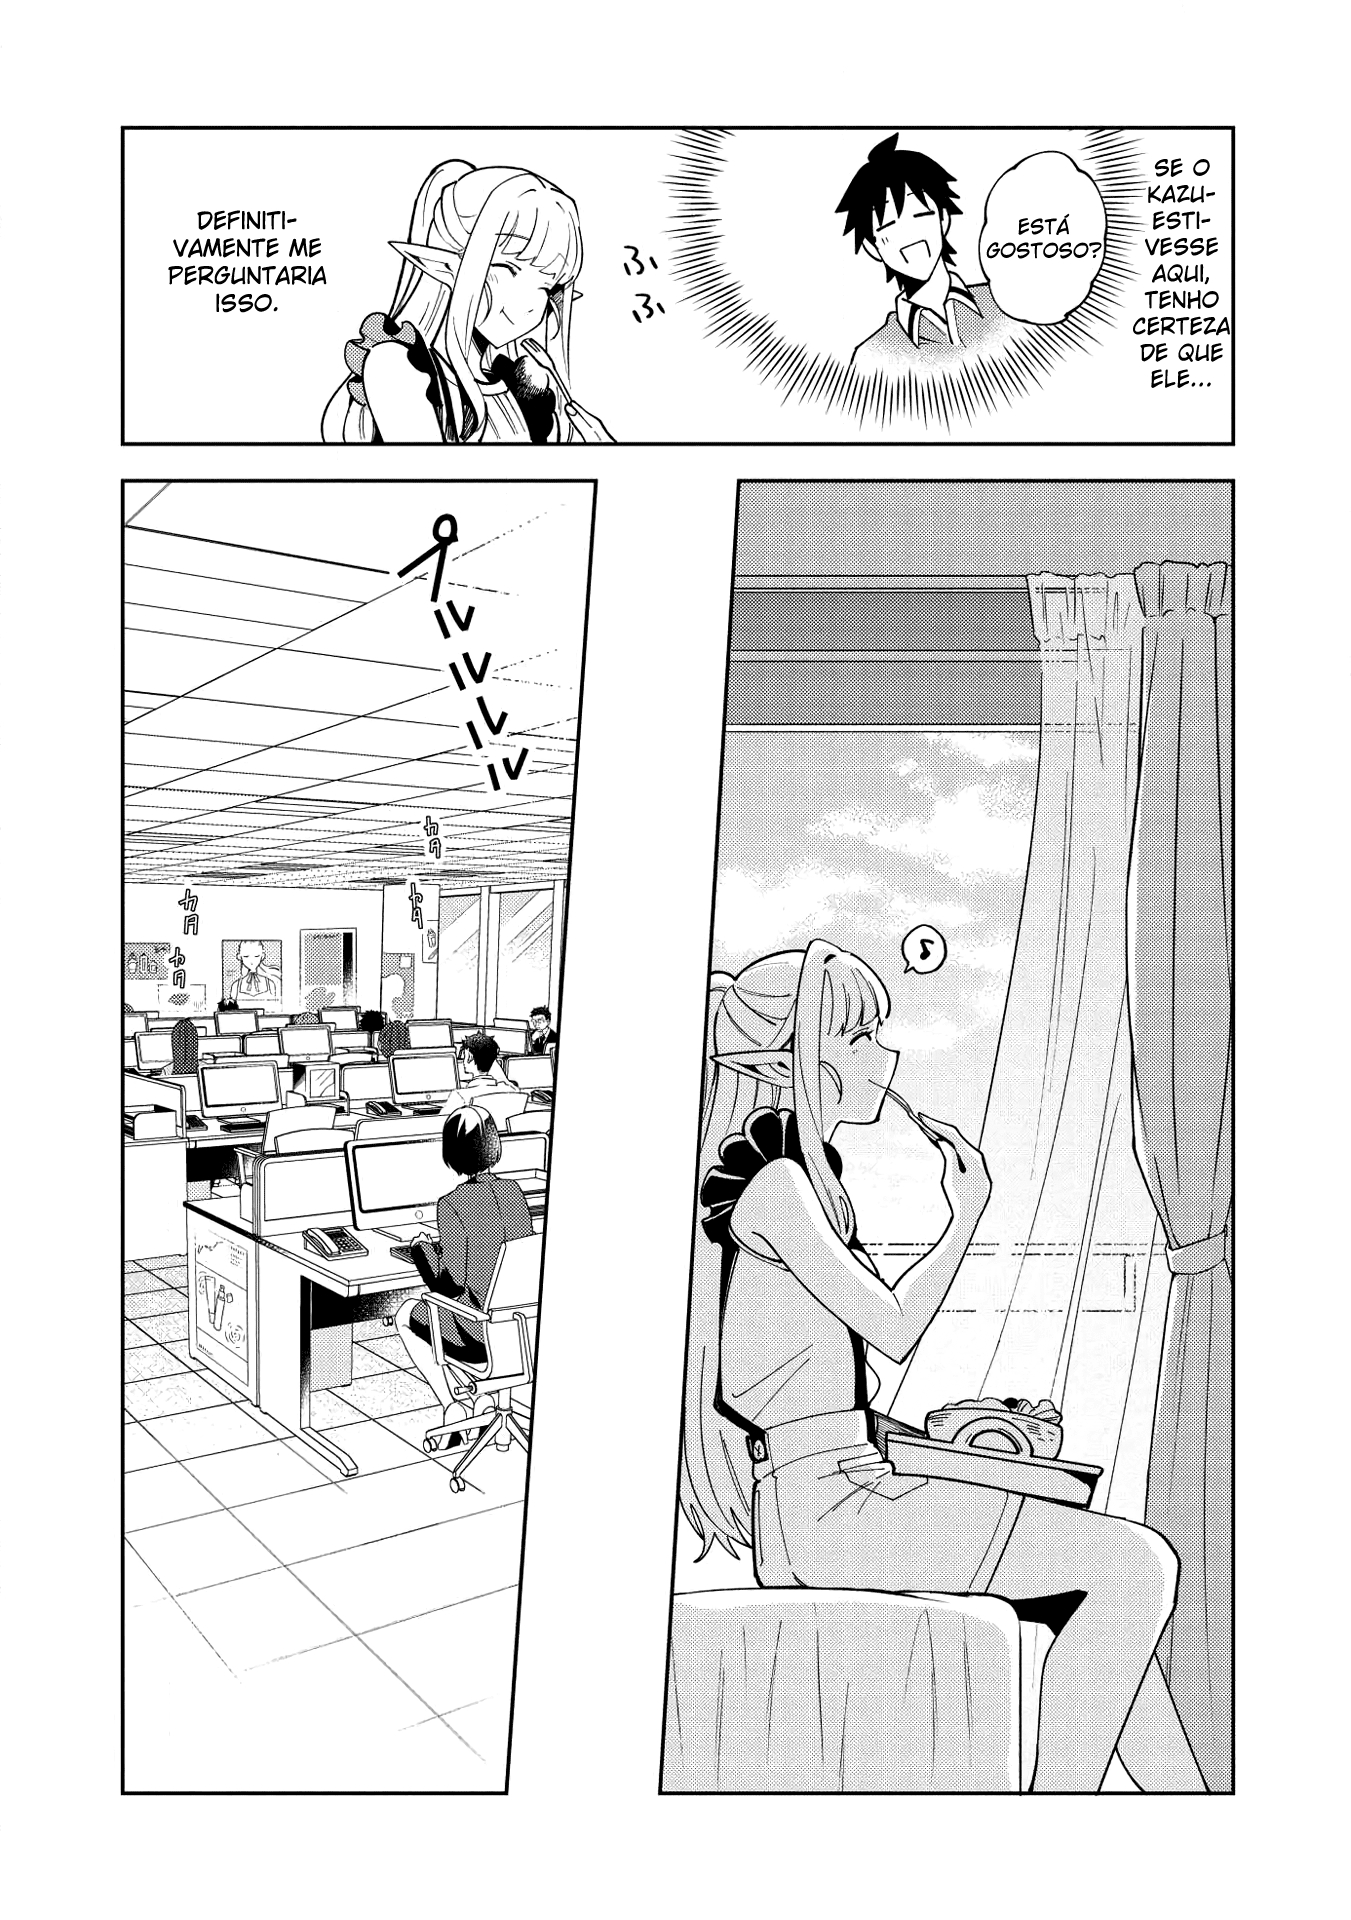 SE O
KAZU-
ESTI-
VESSE
AQUI,
TENHO
CERTEZA
DE QUE
ELE...
ESTÁ
GOSTOSO?
ふふ
DEFINITI-
VAMENTE ME
PERGUNTARIA
ISSO.
プルルルル
カタ
カタ
カタ
カタ